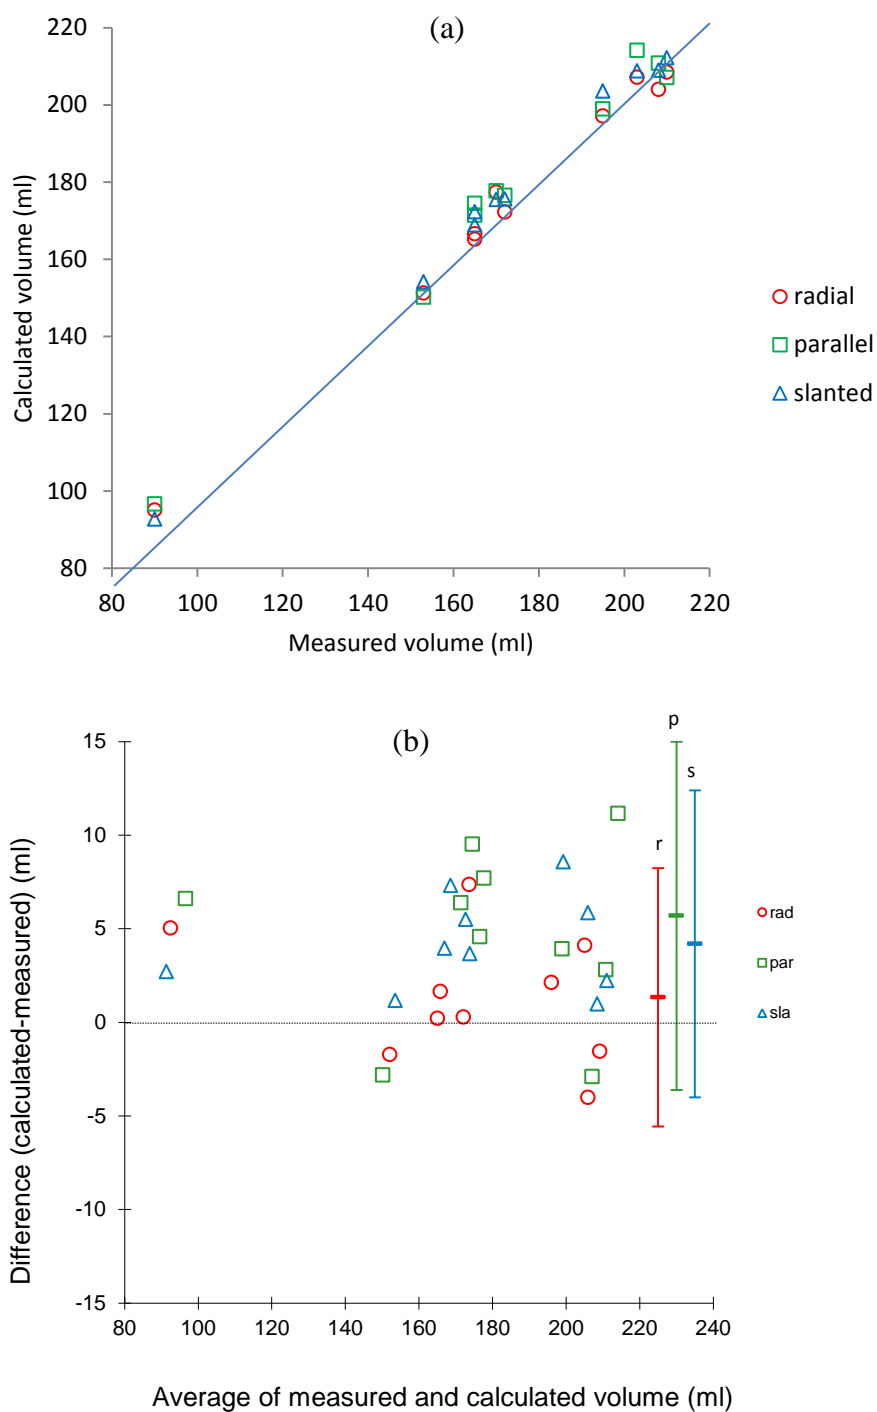 (a)
220
200
180
160
140
120
100
80
Calculated volume (ml)
80 100 120 140 160 180 200 220
Measured volume (ml)
radial
parallel
slanted
(b)
p
s
r
15
10
5
0
-5
-10
-15
Difference (calculated-measured) (ml)
80 100 120 140 160 180 200 220 240
Average of measured and calculated volume (ml)
rad
par
sla